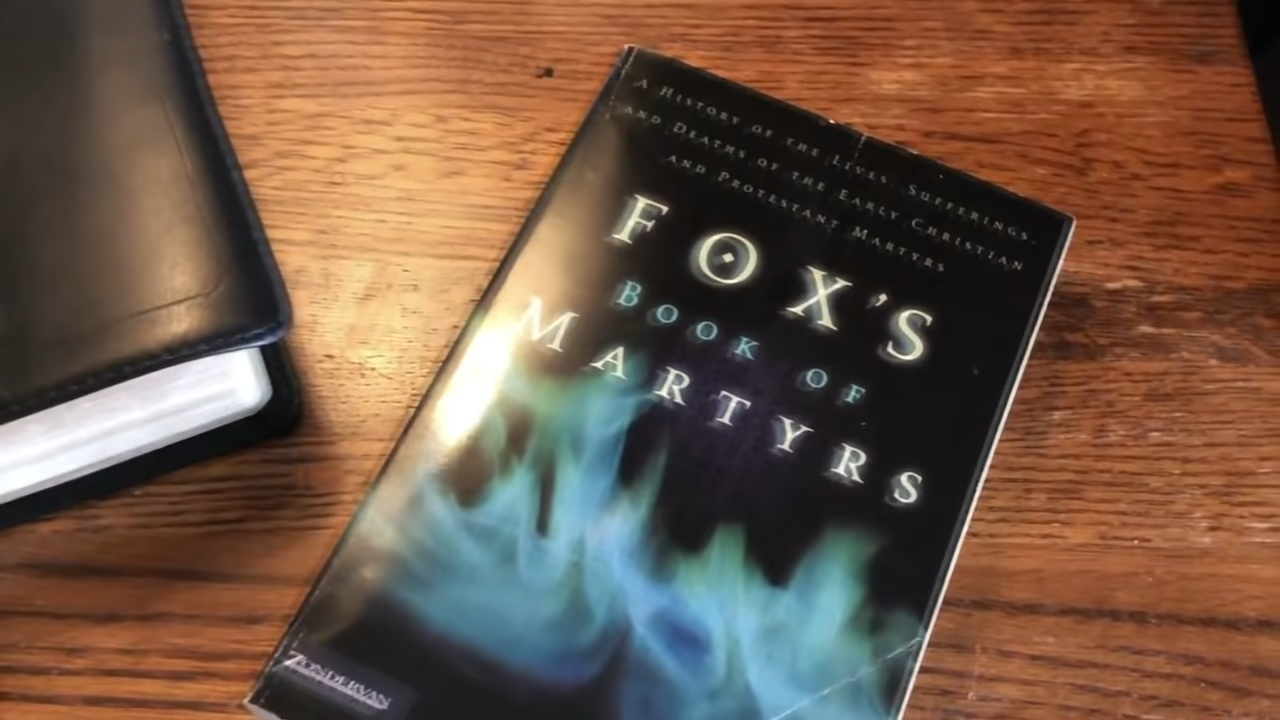 A HISTORY OF THE LIVES, SUFFERINGS,
AND DEATHS OF THE EARLY CHRISTIAN
AND PROTESTANT MARTYRS
FOX'S
BOOK OF
MARTYRS
ZONDERVAN